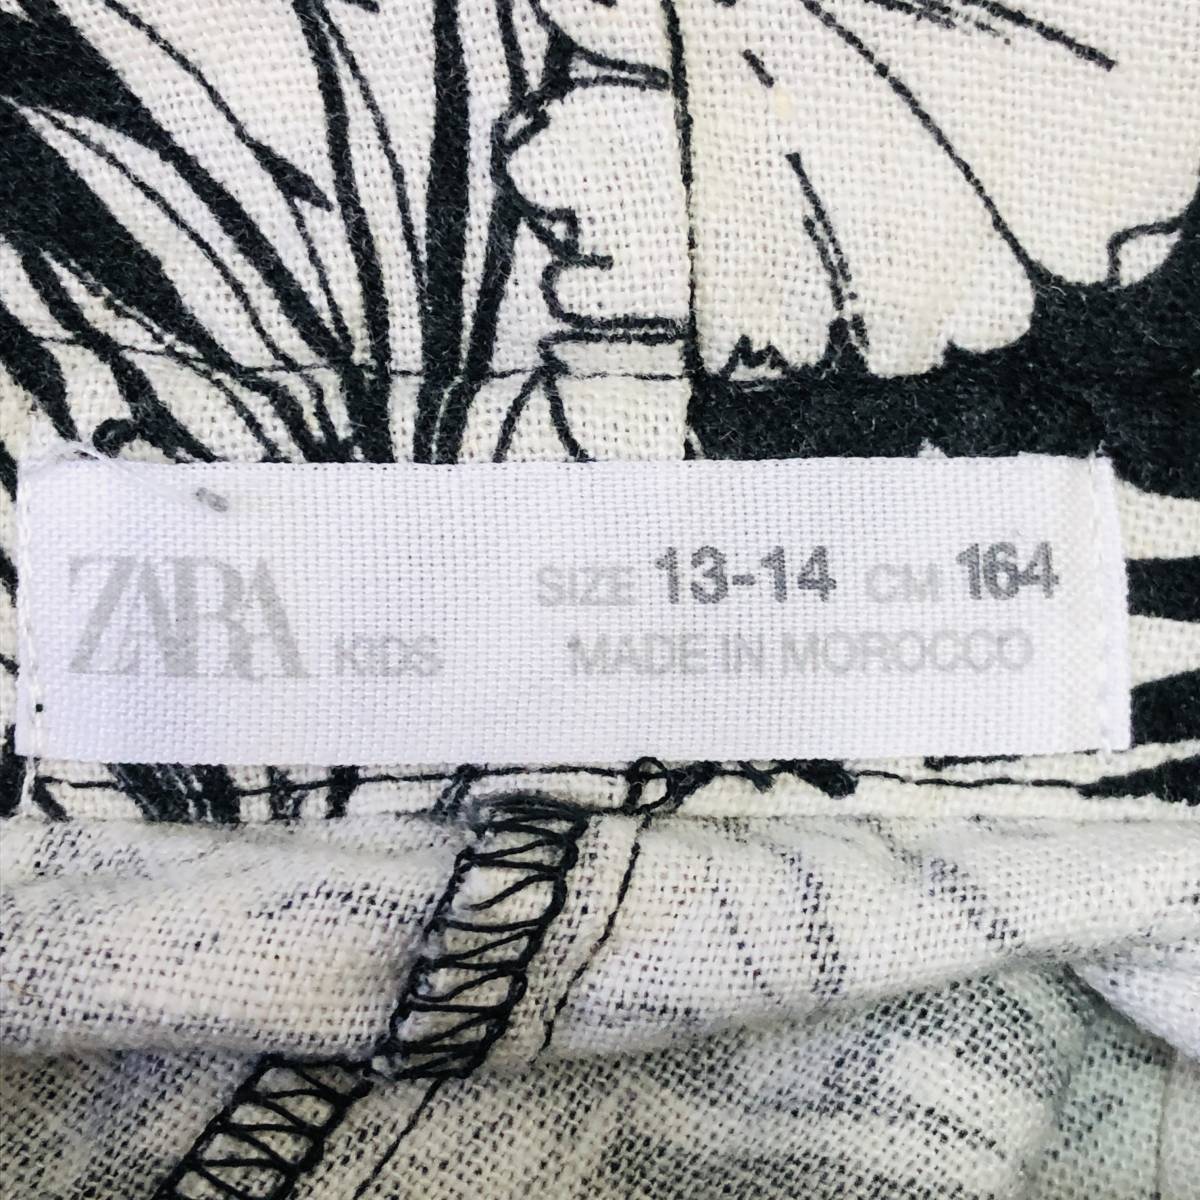 ZARA KIDS
SIZE 13-14 CM 164
MADE IN MOROCCO